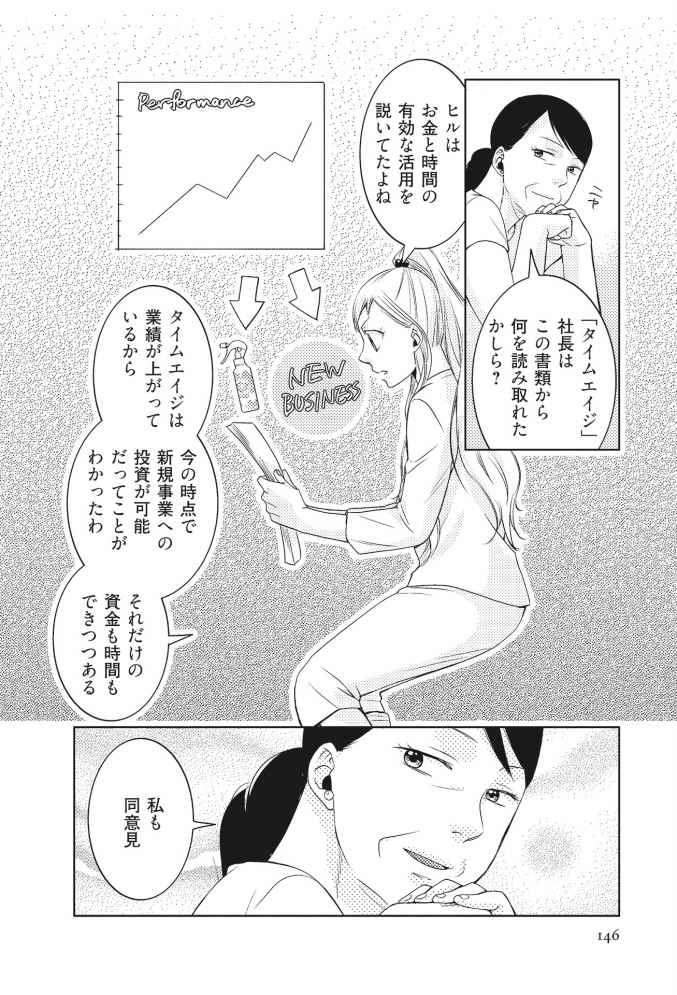 「タイムエイジ」
社長は
この書類から
何を読み取れた
かしら？
ニヤ
ヒルは
お金と時間の
有効な活用を
説いてたよね
Performance
NEW
BUSINESS
タイムエイジは
業績が上がって
いるから
今の時点で
新規事業への
投資が可能
だってことが
わかったわ
それだけの
資金も時間も
できつつある
私も
同意見
146